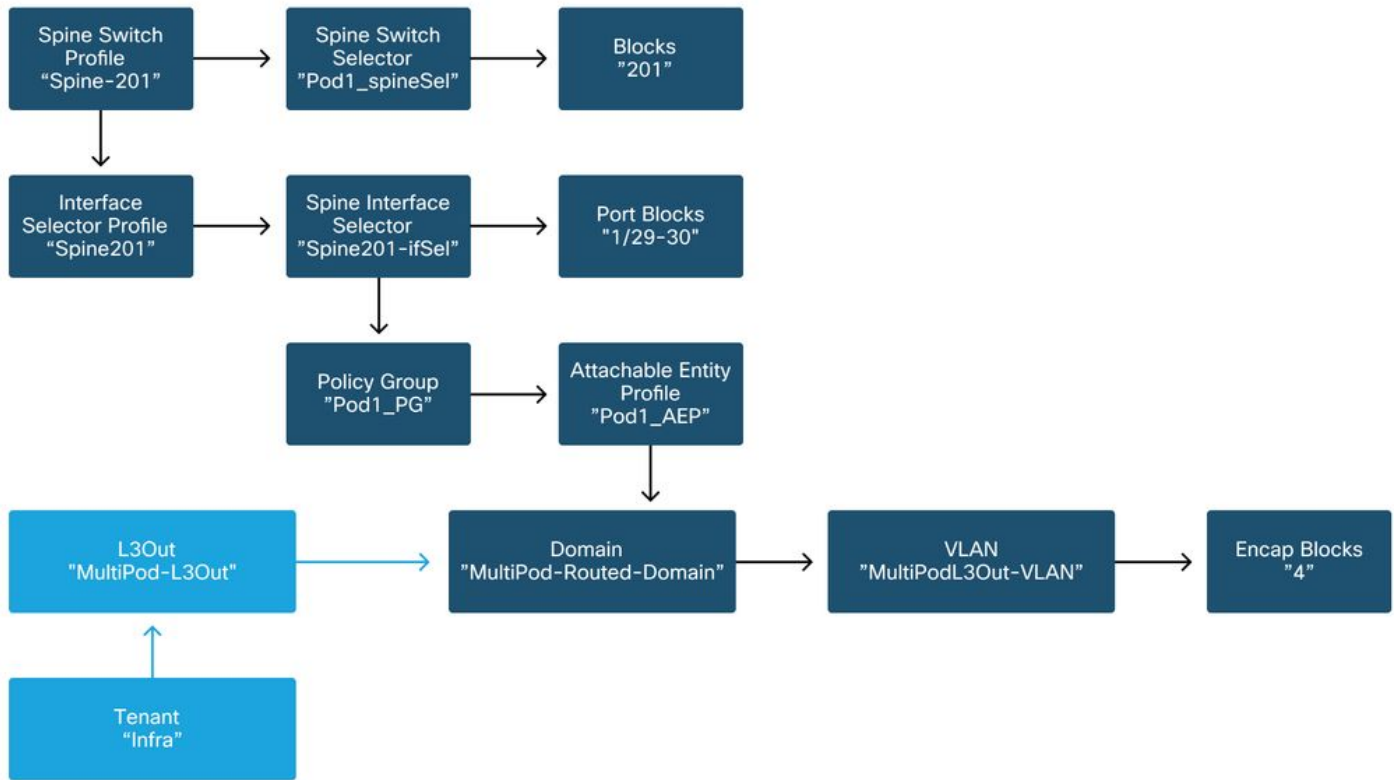 Spine Switch
Profile
“Spine-201”
Spine Switch
Selector
”Pod1_spineSel”
Blocks
”201”
Interface
Selector Profile
“Spine201”
Spine Interface
Selector
”Spine201-ifSel”
Port Blocks
"1/29-30"
Policy Group
”Pod1_PG”
Attachable Entity
Profile
”Pod1_AEP”
L3Out
"MultiPod-L3Out"
Domain
”MultiPod-Routed-Domain”
VLAN
”MultiPodL3Out-VLAN”
Encap Blocks
”4”
Tenant
“Infra”